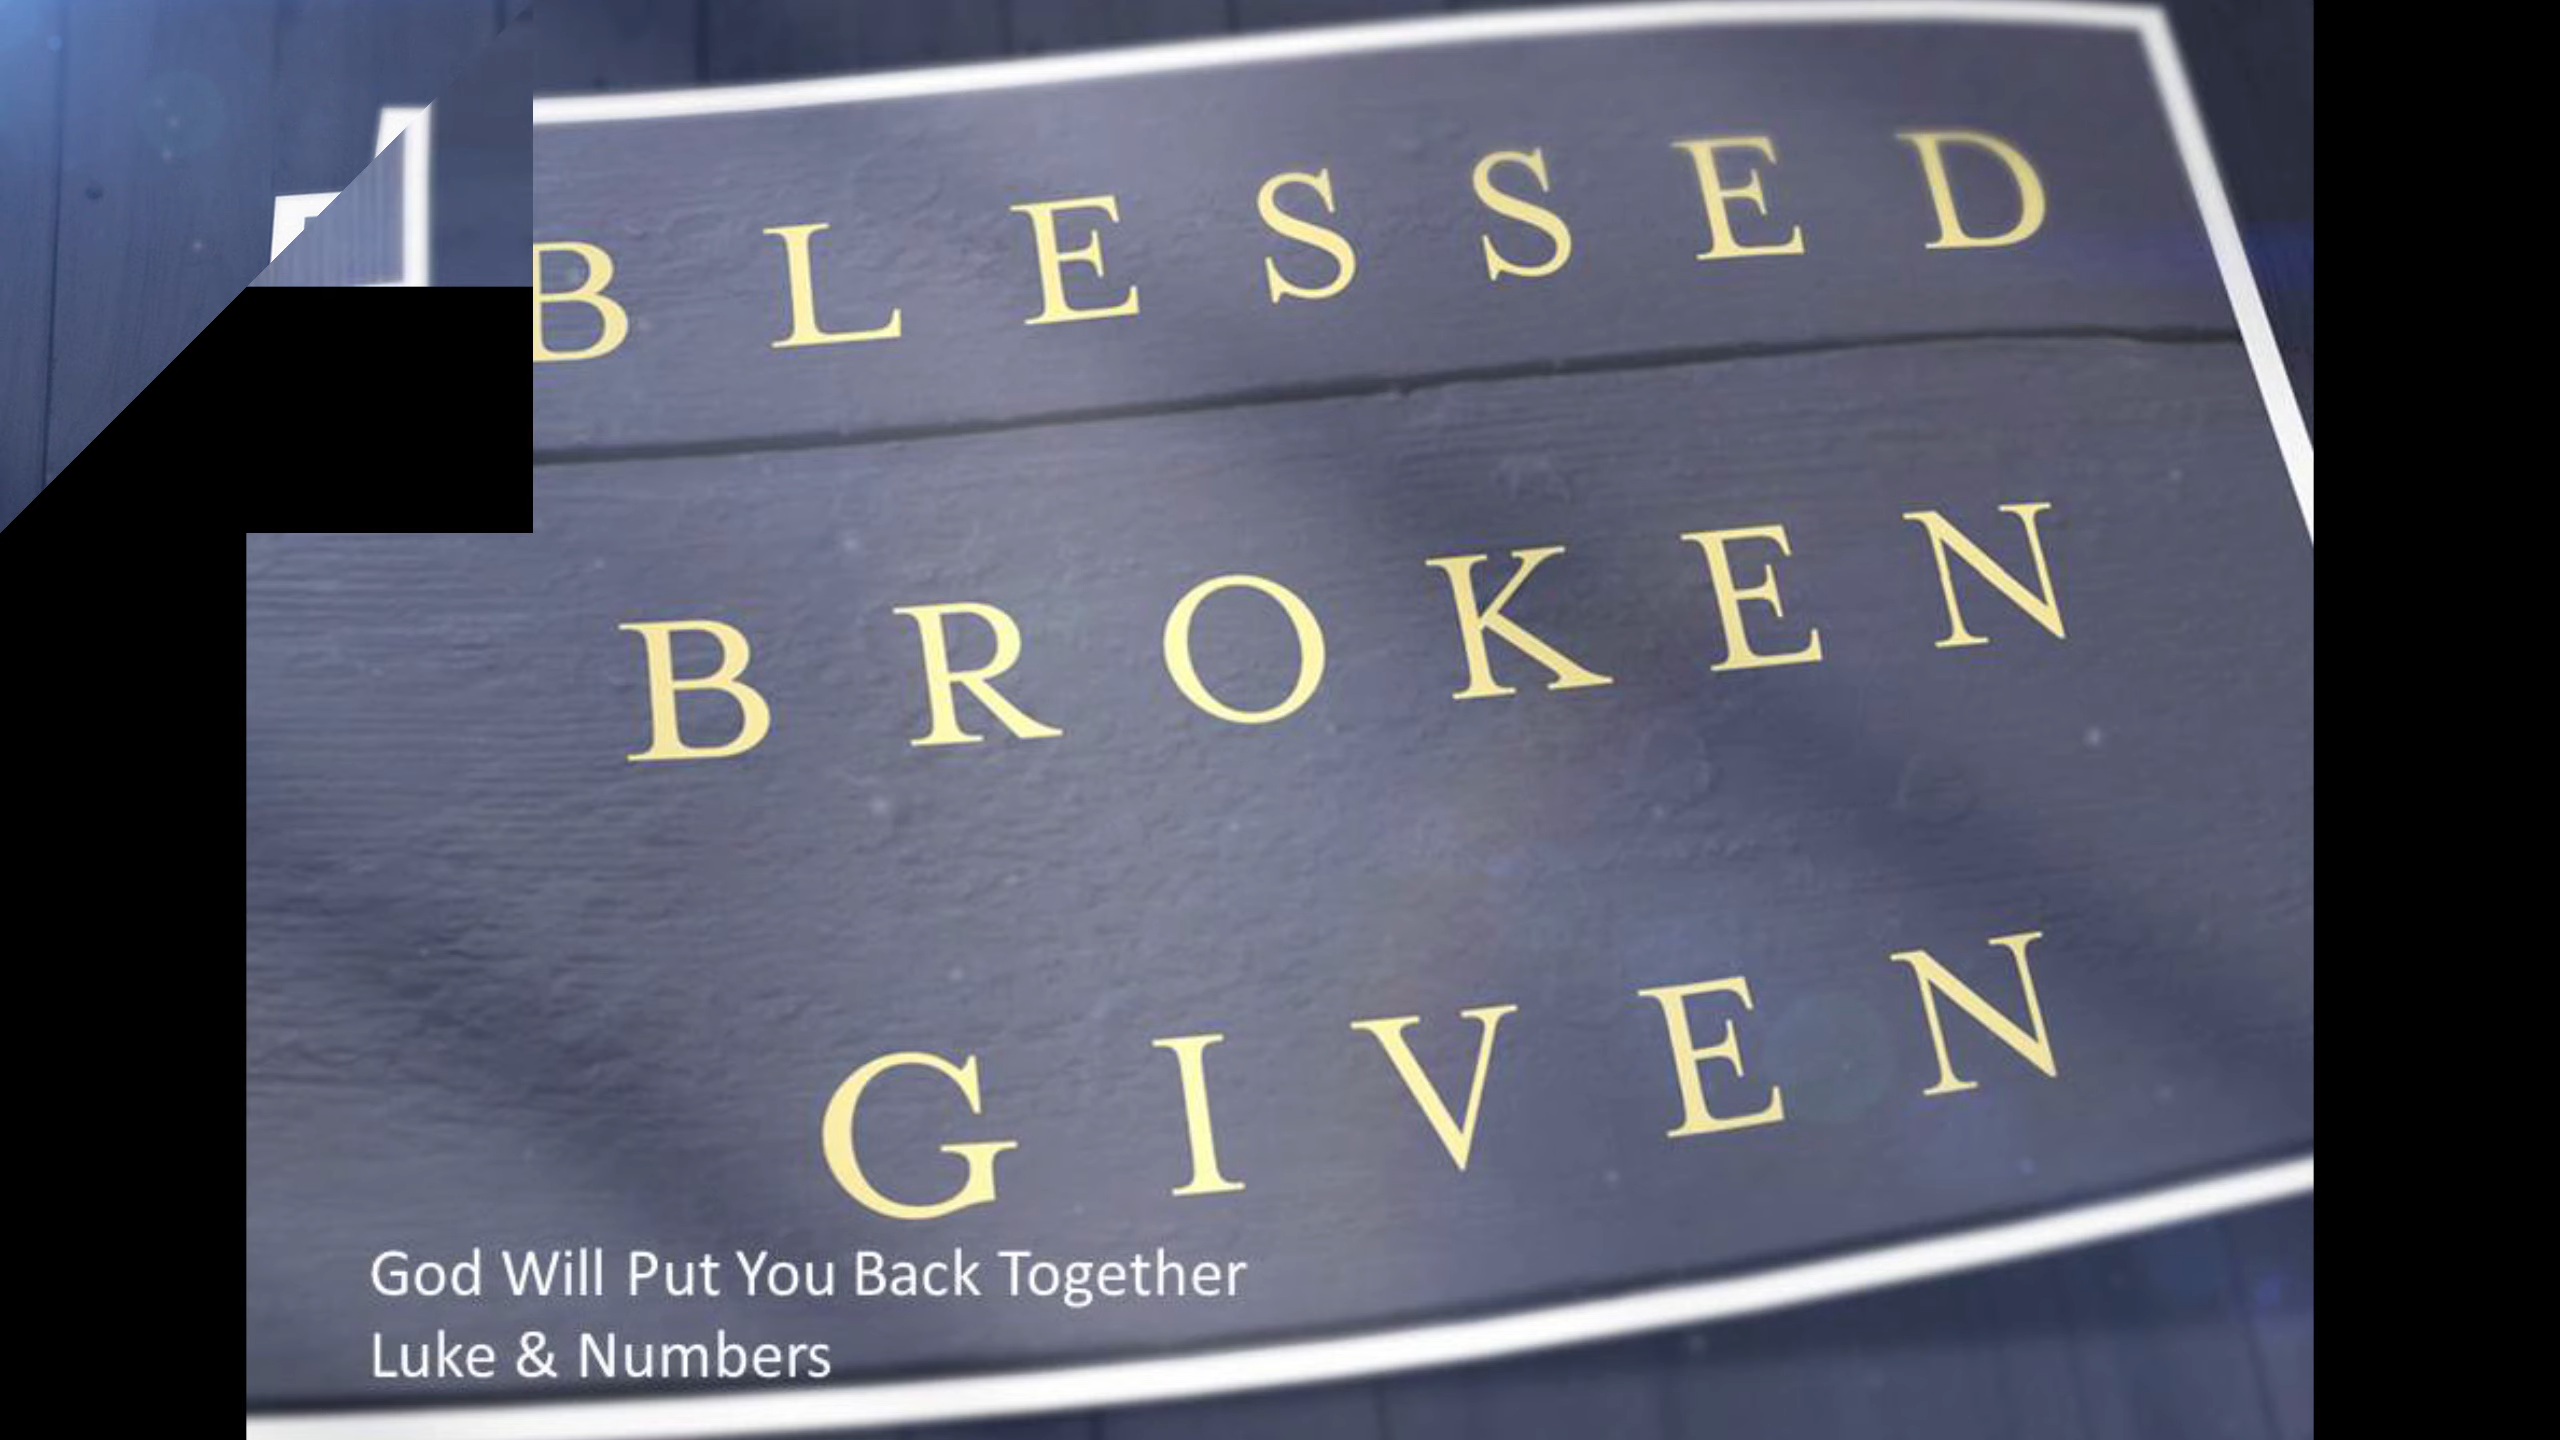 BLESSED
BROKEN
GIVEN
God Will Put You Back Together
Luke & Numbers